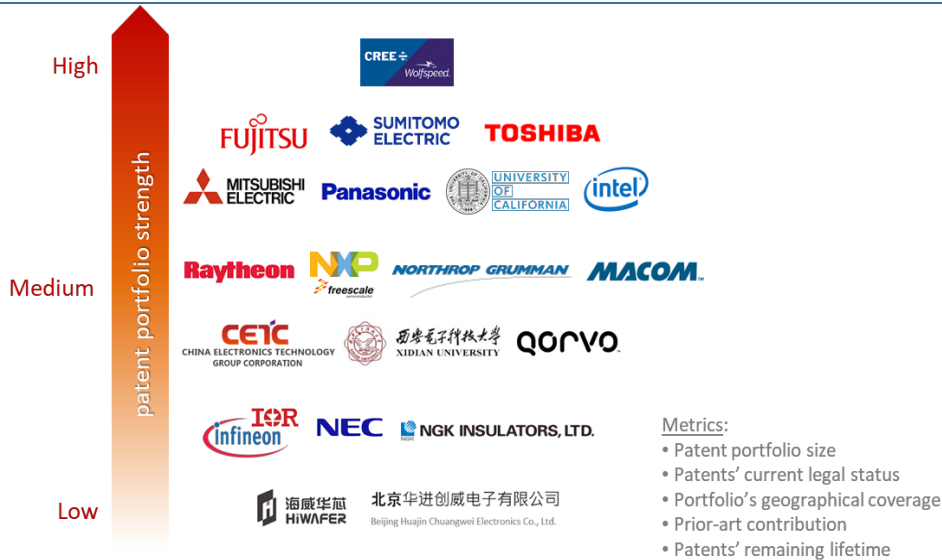 High
CREE
Wolfspeed.
FUJITSU
SUMITOMO
ELECTRIC
TOSHIBA
MITSUBISHI
ELECTRIC
Panasonic
UNIVERSITY
OF
CALIFORNIA
intel
patent portfolio strength
Medium
Raytheon
NXP
freescale
semiconductor
NORTHROP GRUMMAN
MACOM™
CETC
CHINA ELECTRONICS TECHNOLOGY
GROUP CORPORATION
西安電子科技大学
XIDIAN UNIVERSITY
QORVO
IOR
infineon
NEC
NGK
NGK INSULATORS, LTD.
Low
海威华芯
HiWAFER
北京华进创威电子有限公司
Beijing Huajin Chuangwei Electronics Co., Ltd.
Metrics:
• Patent portfolio size
• Patents' current legal status
• Portfolio's geographical coverage
• Prior-art contribution
• Patents' remaining lifetime